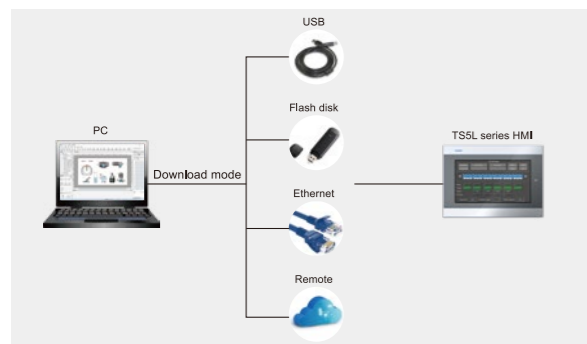 USB
Flash disk
PC
TS5L series HMI
Download mode
Ethernet
Remote